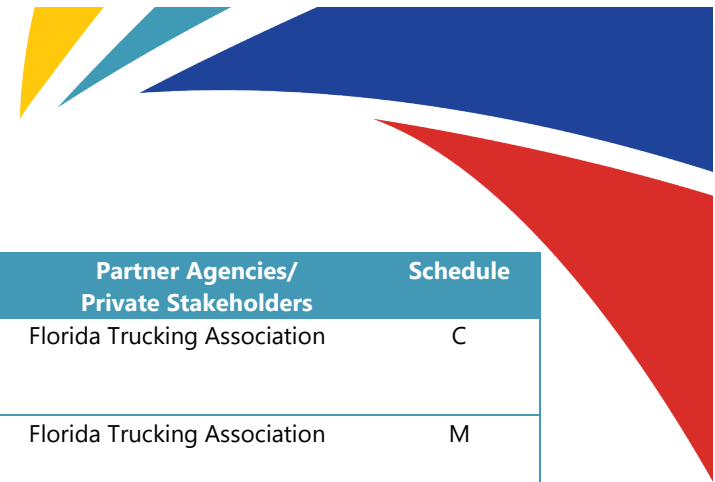 Partner Agencies/
Private Stakeholders
Schedule
Florida Trucking Association
C
Florida Trucking Association
M